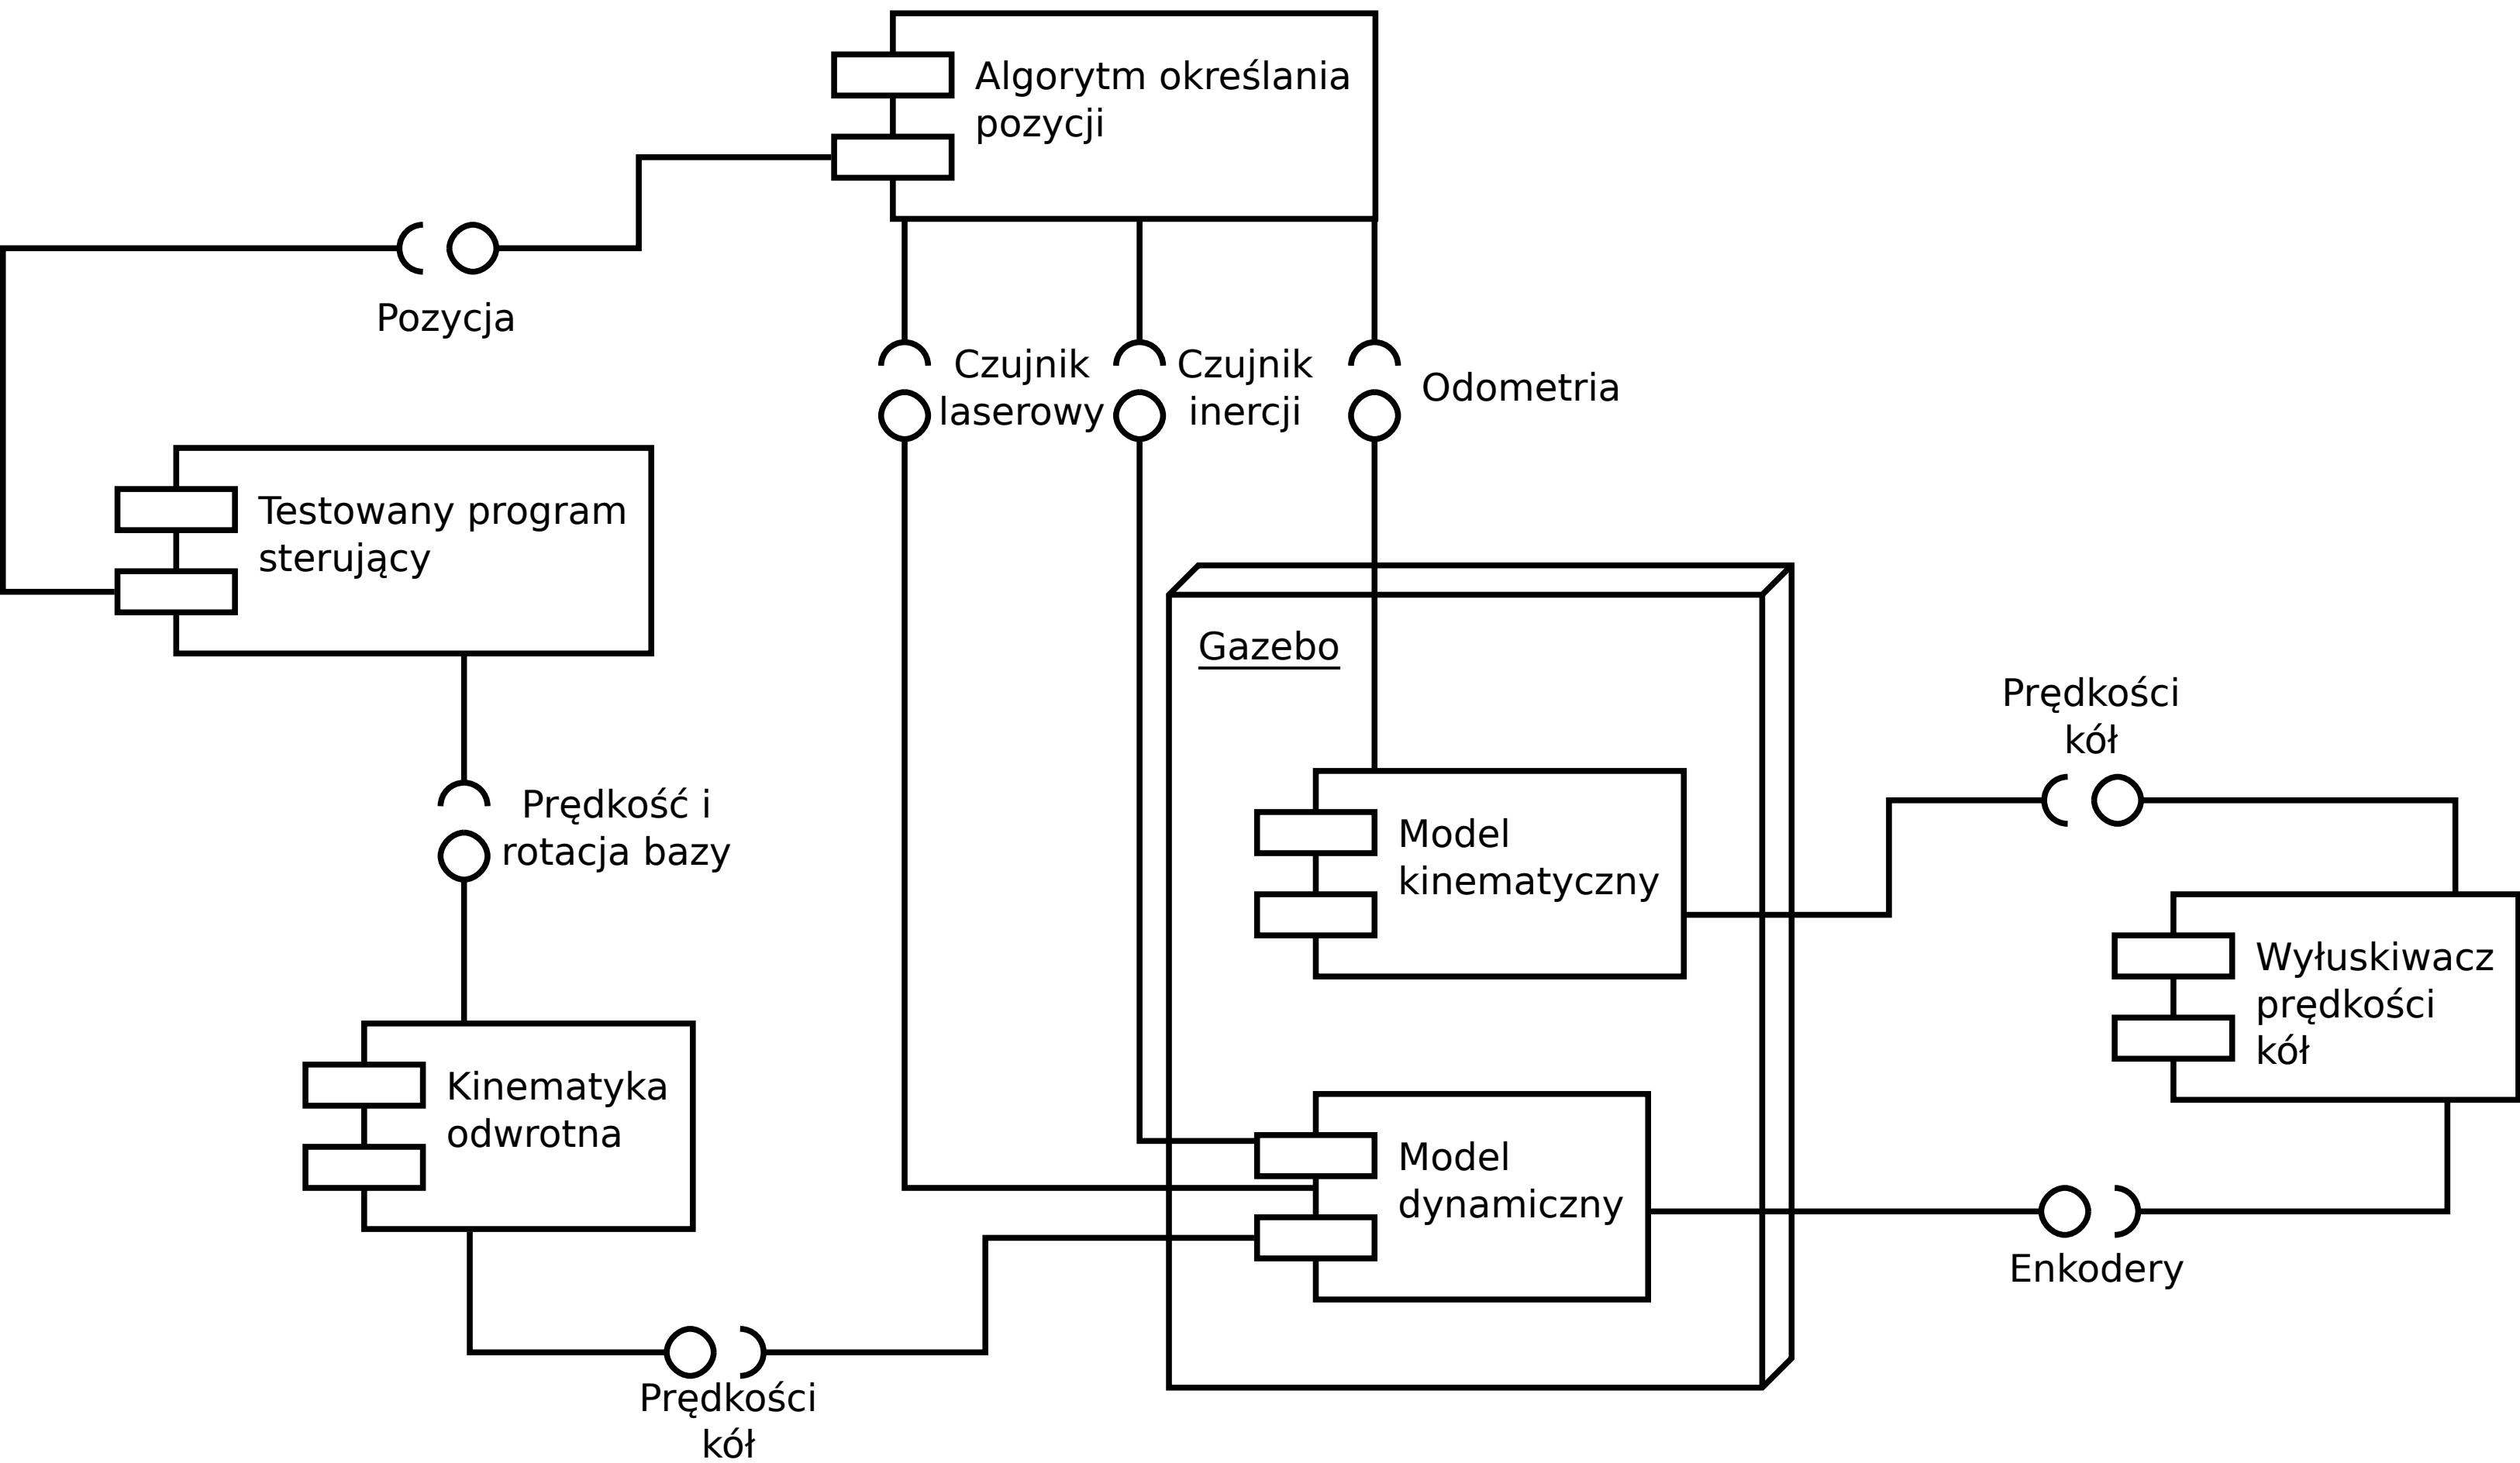 Algorytm określania
pozycji
Pozycja
Czujnik
laserowy
Czujnik
inercji
Odometria
Testowany program
sterujący
Gazebo
Prędkość i
rotacja bazy
Model
kinematyczny
Prędkości
kół
Wyłuskiwacz
prędkości
kół
Kinematyka
odwrotna
Model
dynamiczny
Enkodery
Prędkości
kół